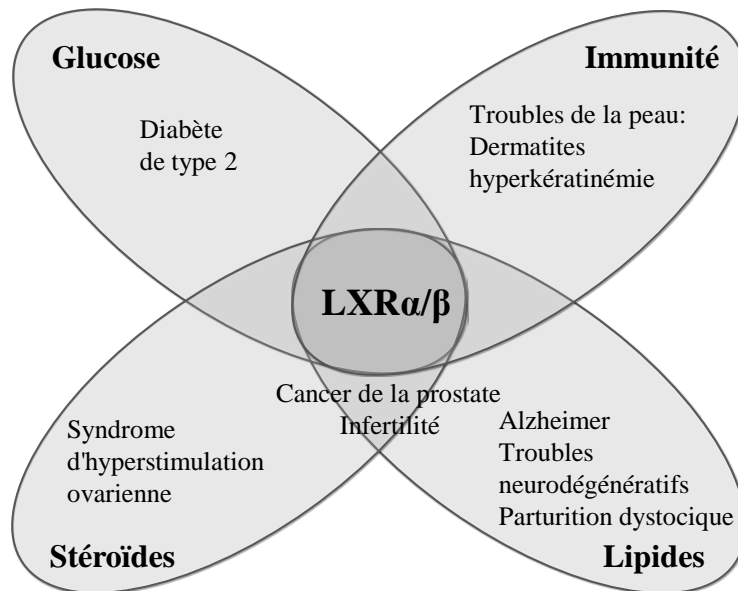 Glucose
Immunité
Diabète
de type 2
Troubles de la peau:
Dermatites
hyperkératinémie
LXRα/β
Cancer de la prostate
Infertilité
Syndrome
d'hyperstimulation
ovarienne
Alzheimer
Troubles
neurodégénératifs
Parturition dystocique
Stéroïdes
Lipides